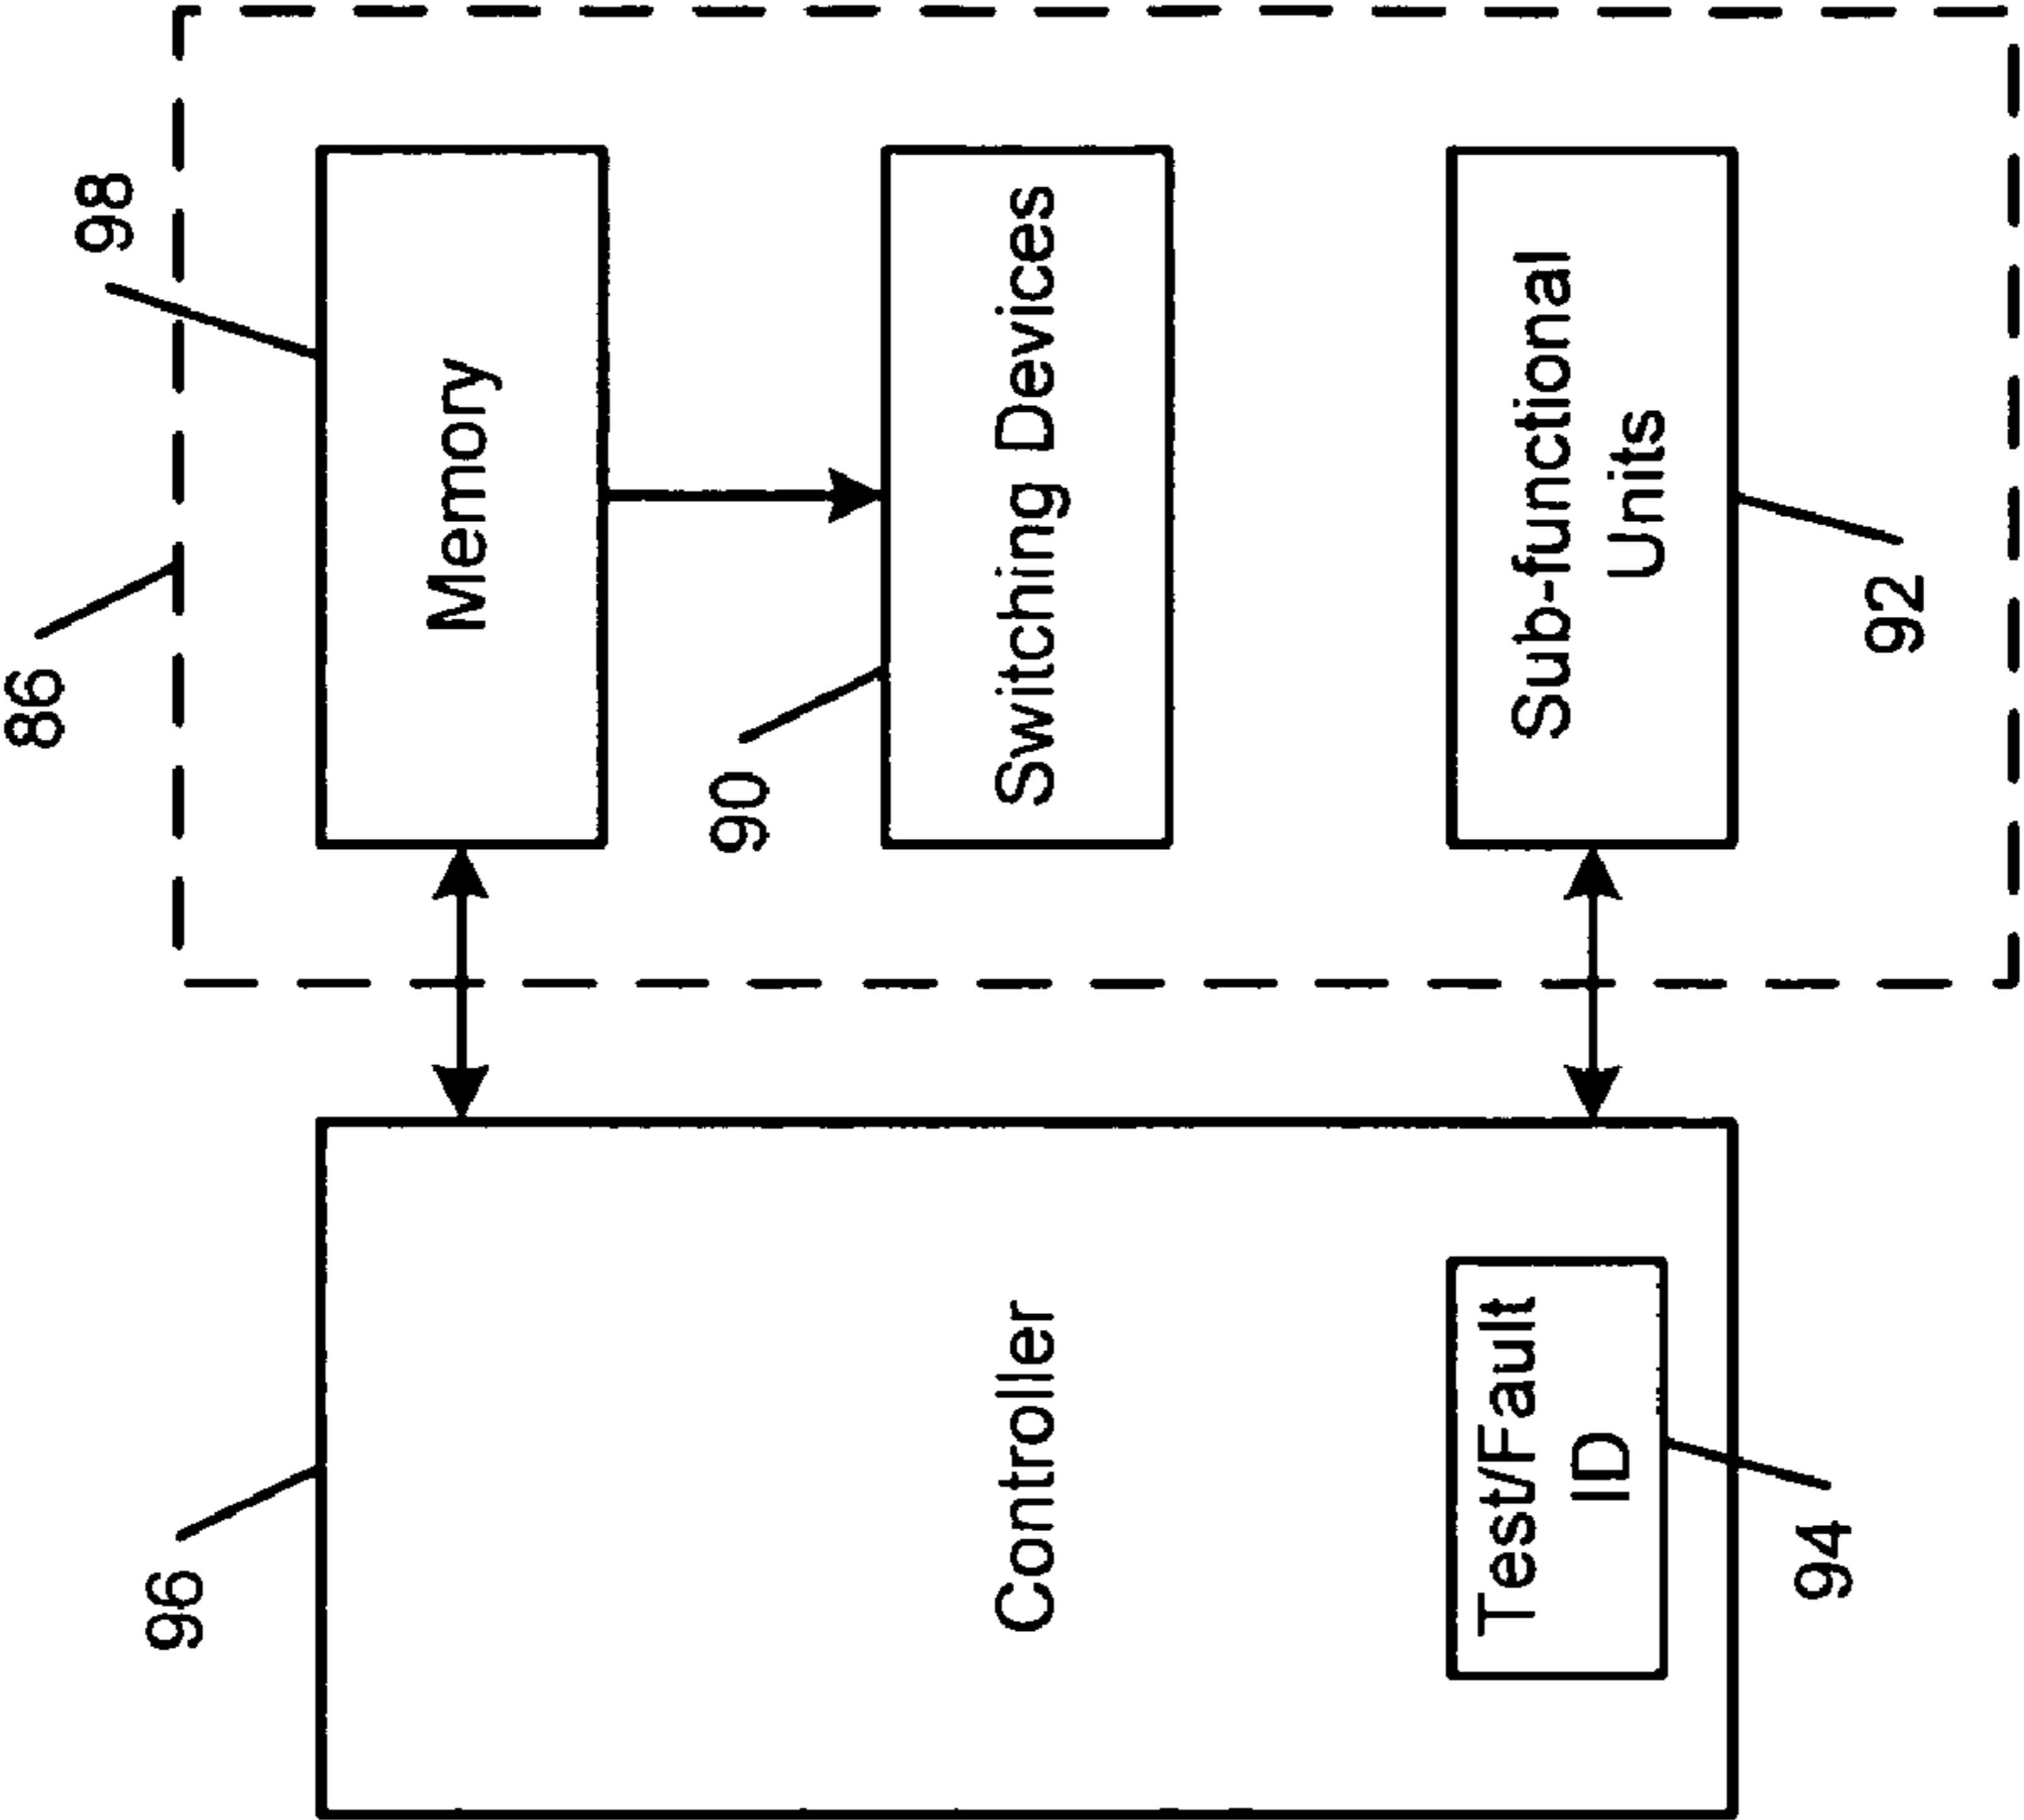 86
98
Memory
90
Switching Devices
Sub-functional
Units
92
96
Controller
Test/Fault
ID
94